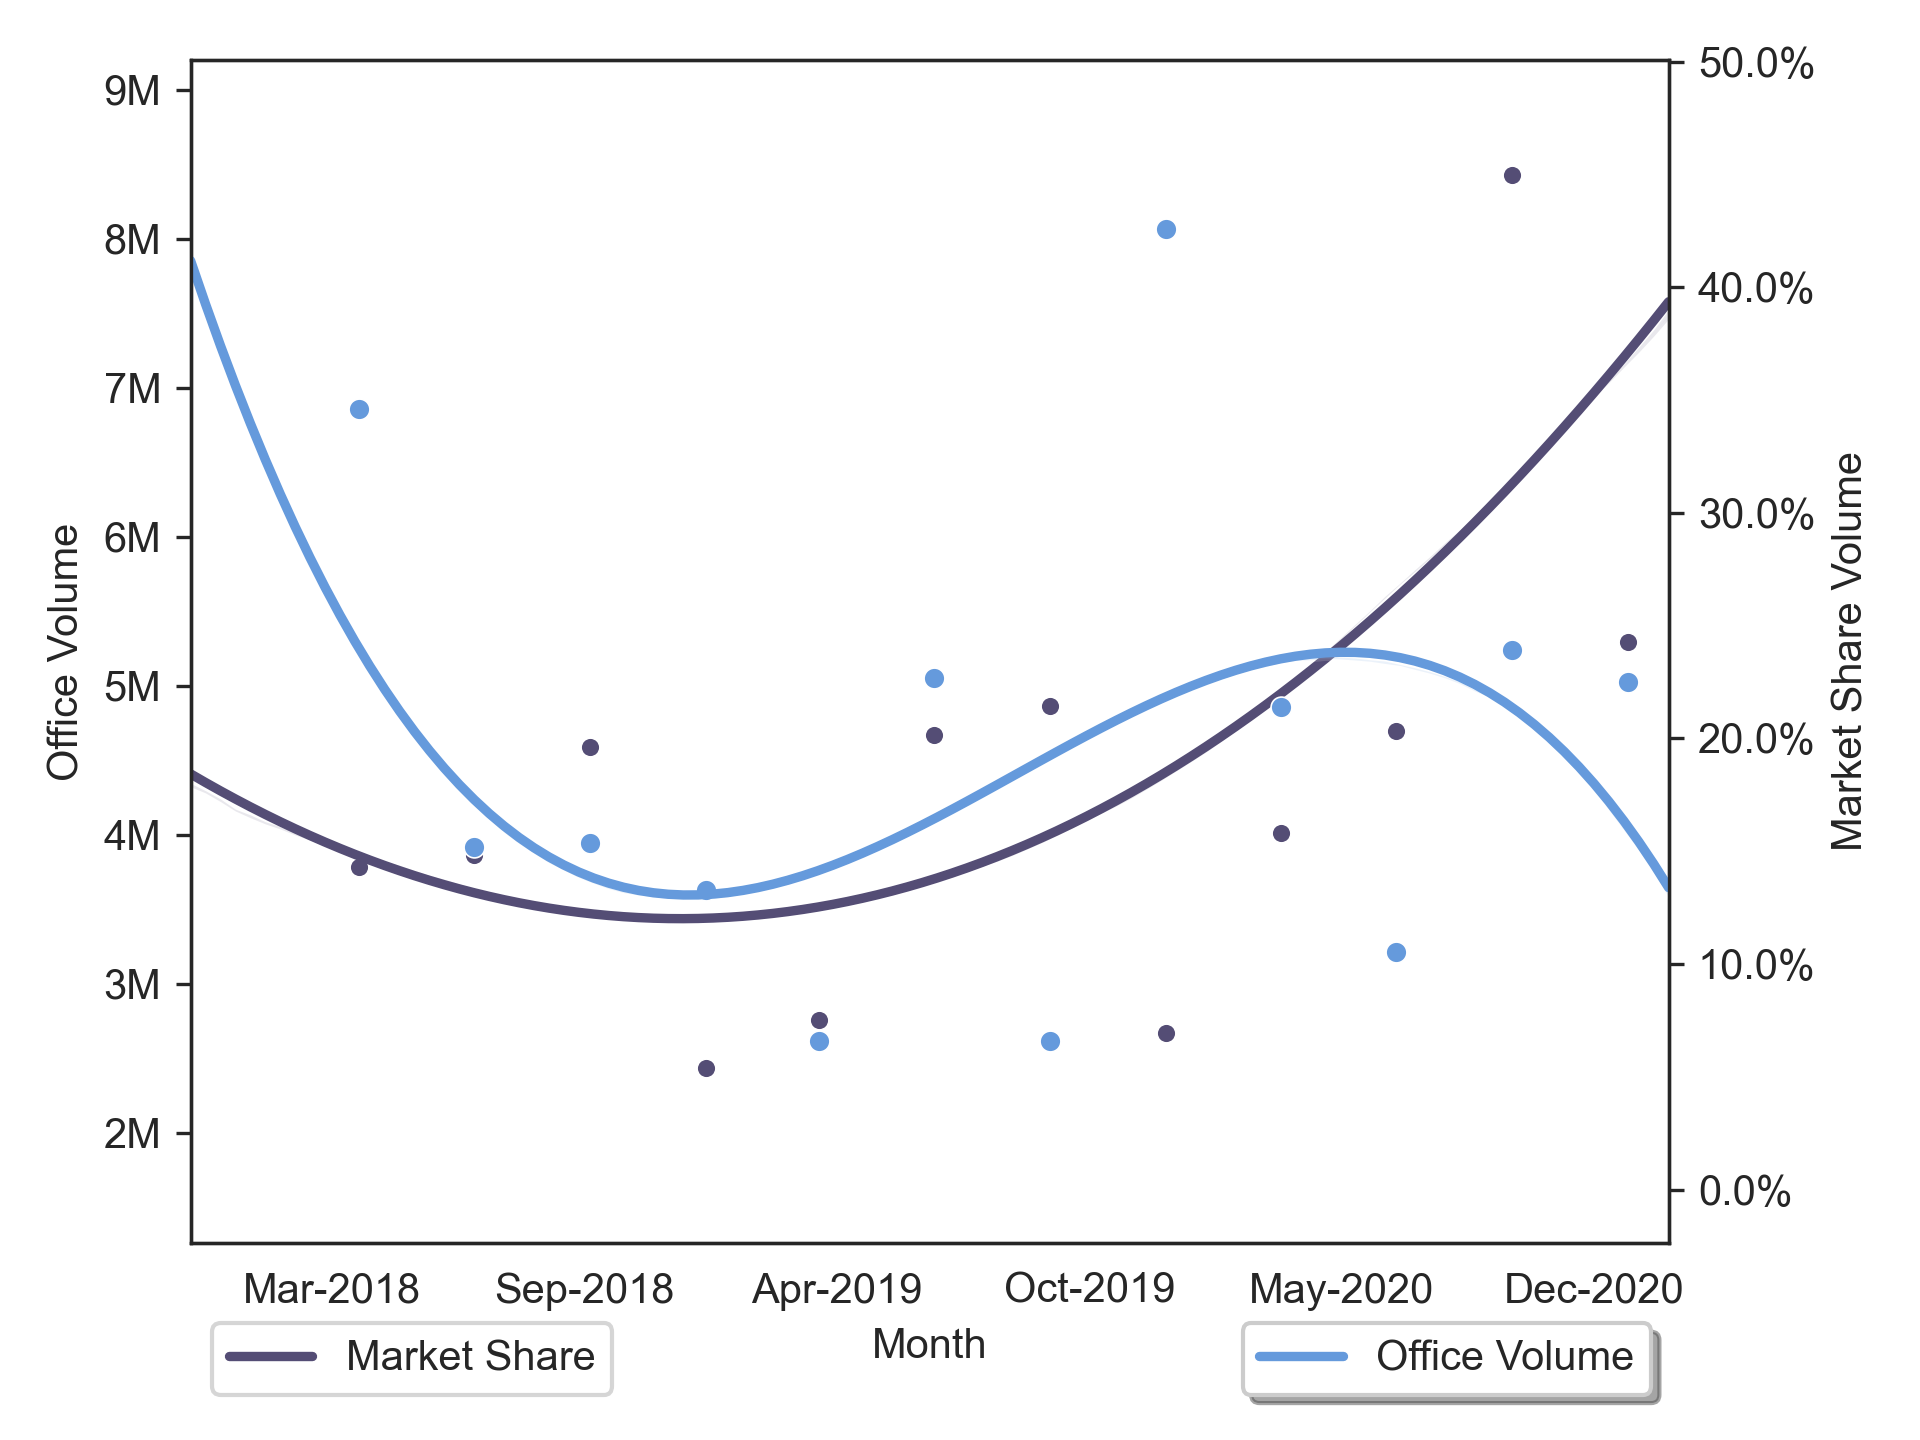 9M
8M
7M
6M
5M
4M
3M
2M
Office Volume
50.0%
40.0%
30.0%
20.0%
10.0%
0.0%
Market Share Volume
Mar-2018 Sep-2018 Apr-2019 Oct-2019 May-2020 Dec-2020
Month
Market Share
Office Volume